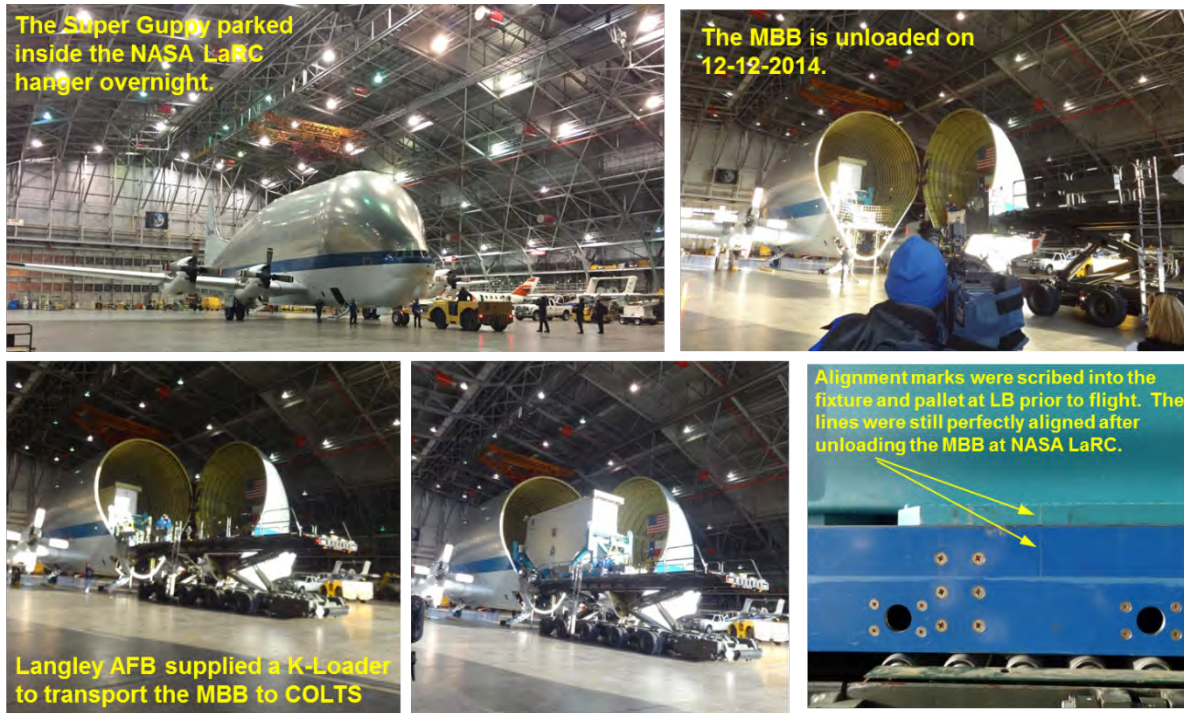 The Super Guppy parked
inside the NASA LaRC
hanger overnight.
The MBB is unloaded on
12-12-2014.
Langley AFB supplied a K-Loader
to transport the MBB to COLTS
Alignment marks were scribed into the
fixture and pallet at LB prior to flight. The
lines were still perfectly aligned after
unloading the MBB at NASA LaRC.